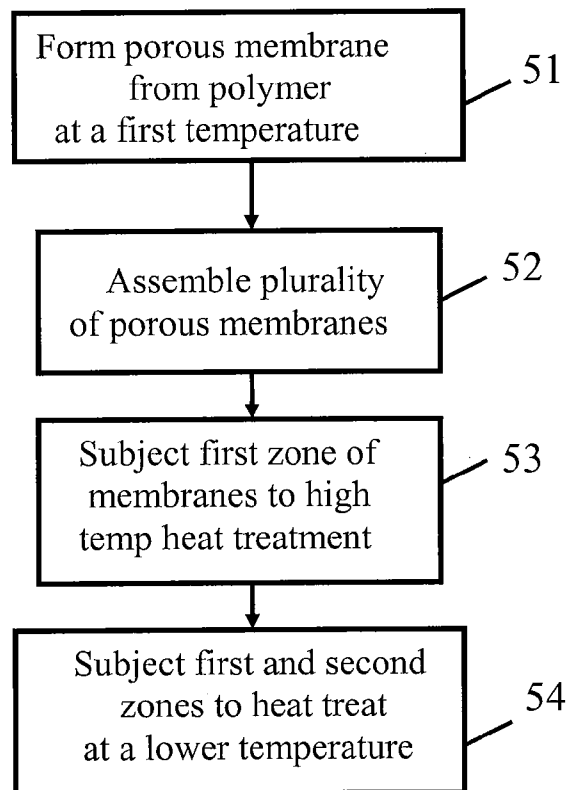 Form porous membrane
from polymer
at a first temperature
51
Assemble plurality
of porous membranes
52
Subject first zone of
membranes to high
temp heat treatment
53
Subject first and second
zones to heat treat
at a lower temperature
54